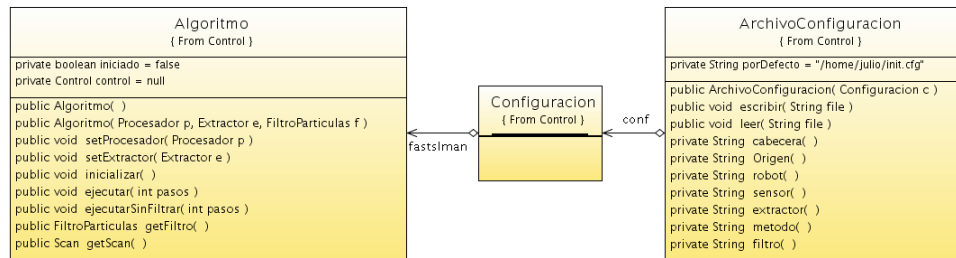 Algoritmo
{ From Control }
private boolean iniciado = false
private Control control = null
public Algoritmo( )
public Algoritmo( Procesador p, Extractor e, FiltroParticulas f )
public void setProcesador( Procesador p )
public void setExtractor( Extractor e )
public void inicializar( )
public void ejecutar( int pasos )
public void ejecutarSinFiltrar( int pasos )
public FiltroParticulas getFiltro( )
public Scan getScan( )
fastslman
Configuracion
{ From Control }
conf
ArchivoConfiguracion
{ From Control }
private String porDefecto = "/home/julio/init.cfg"
public ArchivoConfiguracion( Configuracion c )
public void escribir( String file )
public void leer( String file )
private String cabecera( )
private String Origen( )
private String robot( )
private String sensor( )
private String extractor( )
private String metodo( )
private String filtro( )